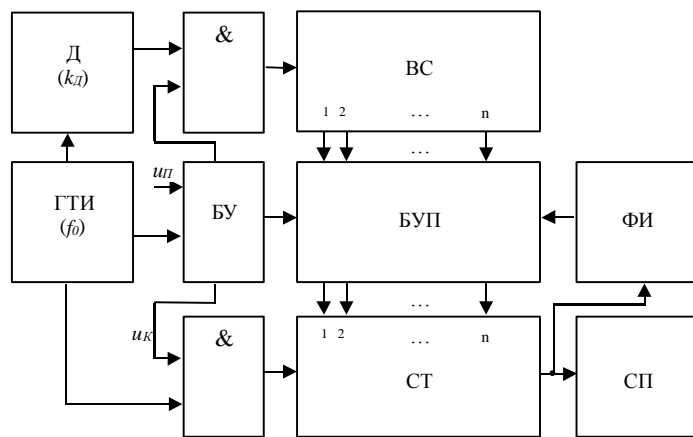 Д
(kД)
&
ВС
1 2 … n
…
uП
ГТИ
(f0)
БУ
БУП
ФИ
…
1 2 … n
uК
&
СТ
СП